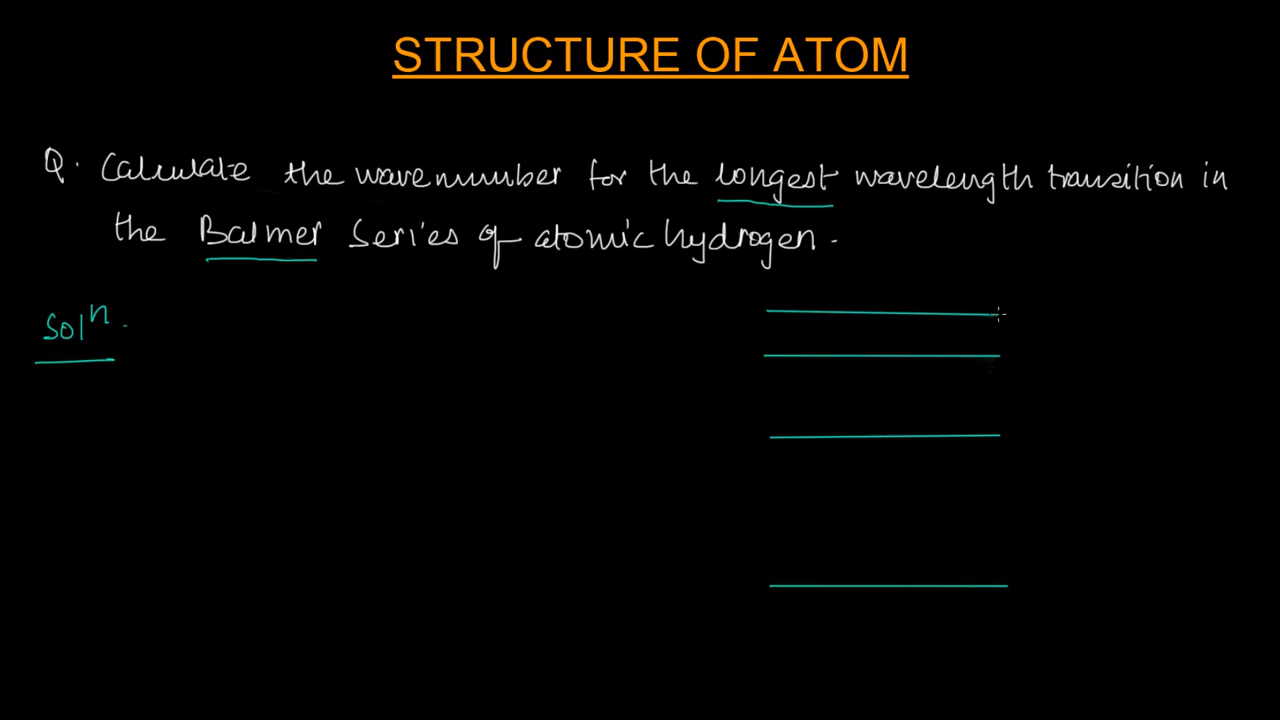 STRUCTURE OF ATOM
Q. Calculate the wavenumber for the longest wavelength transition in
the Balmer Series of atomic hydrogen.
Solⁿ.